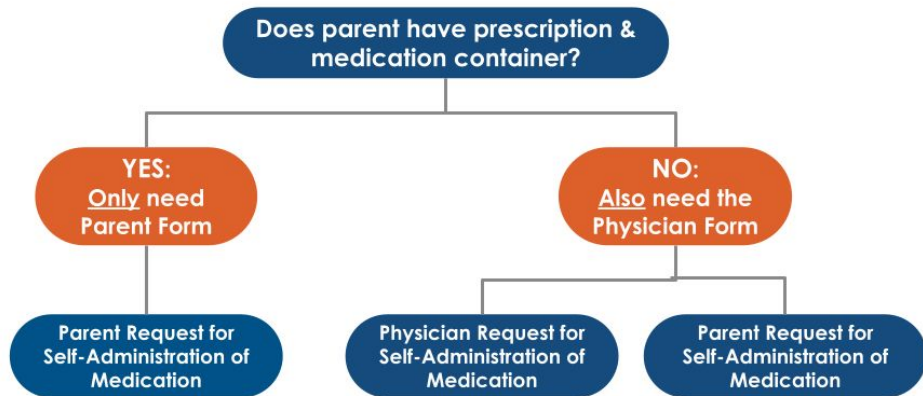 Does parent have prescription &
medication container?
YES:
Only need
Parent Form
NO:
Also need the
Physician Form
Parent Request for
Self-Administration of
Medication
Physician Request for
Self-Administration of
Medication
Parent Request for
Self-Administration of
Medication